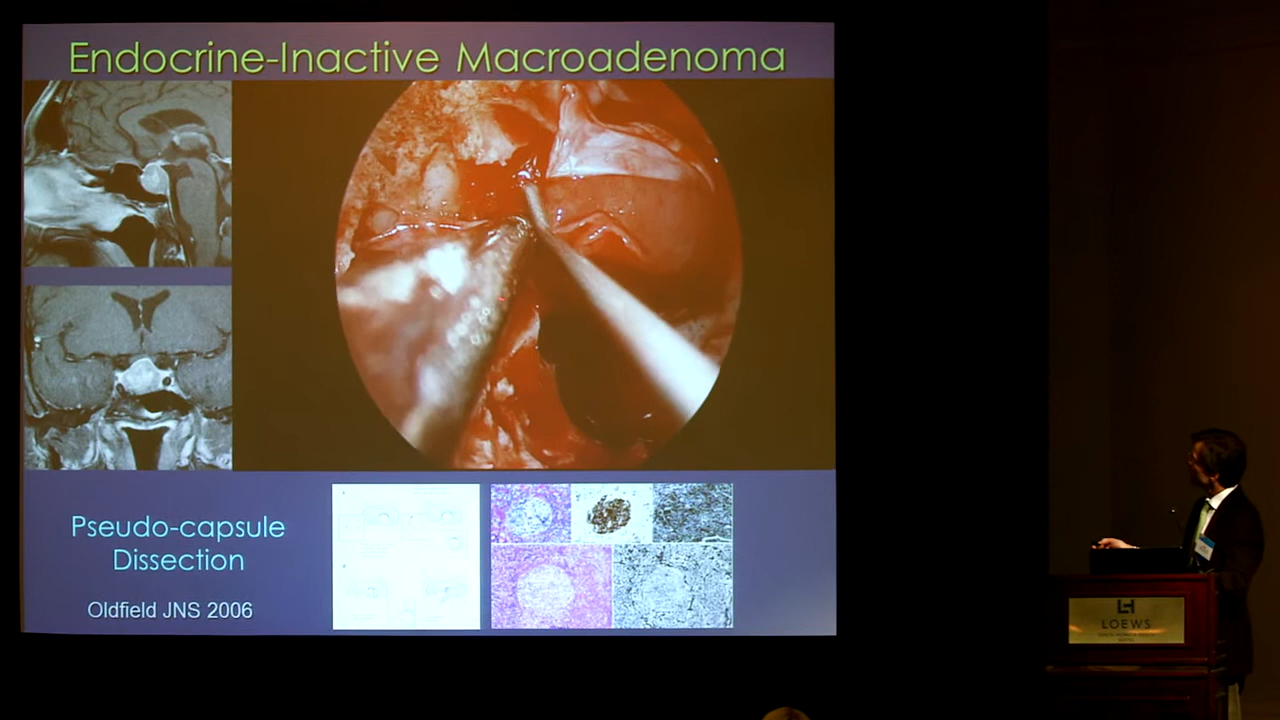 Endocrine-Inactive Macroadenoma
Pseudo-capsule
Dissection
Oldfield JNS 2006
LOEWS